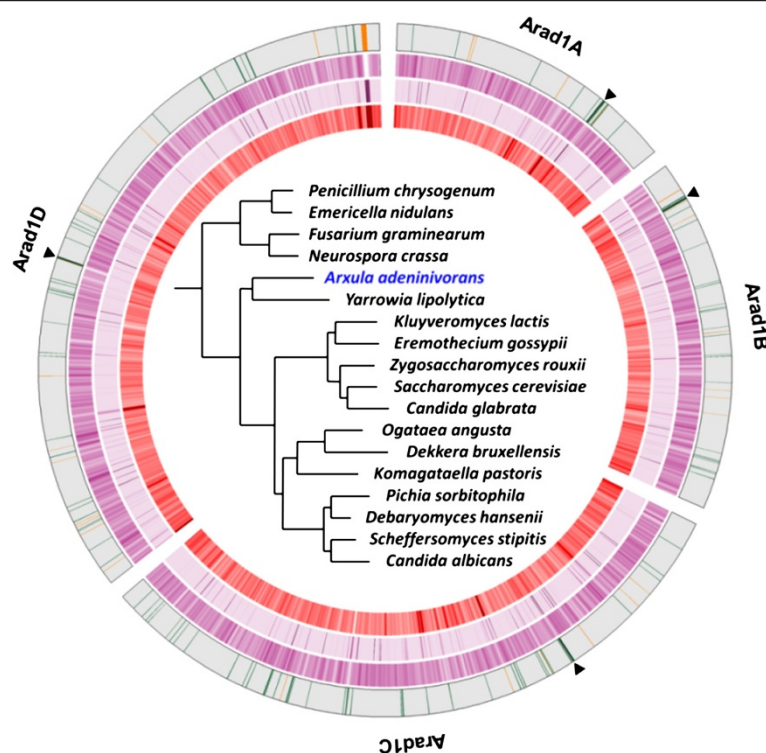 Arad1A
Arad1B
Arad1C
Arad1D
Penicillium chrysogenum
Emericella nidulans
Fusarium graminearum
Neurospora crassa
Arxula adeninivorans
Yarrowia lipolytica
Kluyveromyces lactis
Eremothecium gossypii
Zygosaccharomyces rouxii
Saccharomyces cerevisiae
Candida glabrata
Ogataea angusta
Dekkera bruxellensis
Komagataella pastoris
Pichia sorbitophila
Debaryomyces hansenii
Scheffersomyces stipitis
Candida albicans